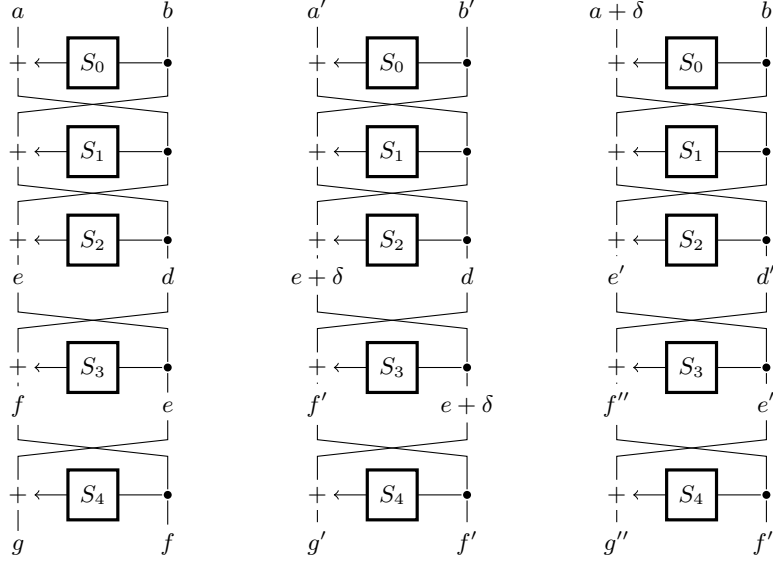 a b a′ b′ a + δ b
+ S₀ + S₀ + S₀
+ S₁ + S₁ + S₁
+ S₂ + S₂ + S₂
e d e + δ d e′ d′
+ S₃ + S₃ + S₃
f e f′ e + δ f′′ e′
+ S₄ + S₄ + S₄
g f g′ f′ g′′ f′